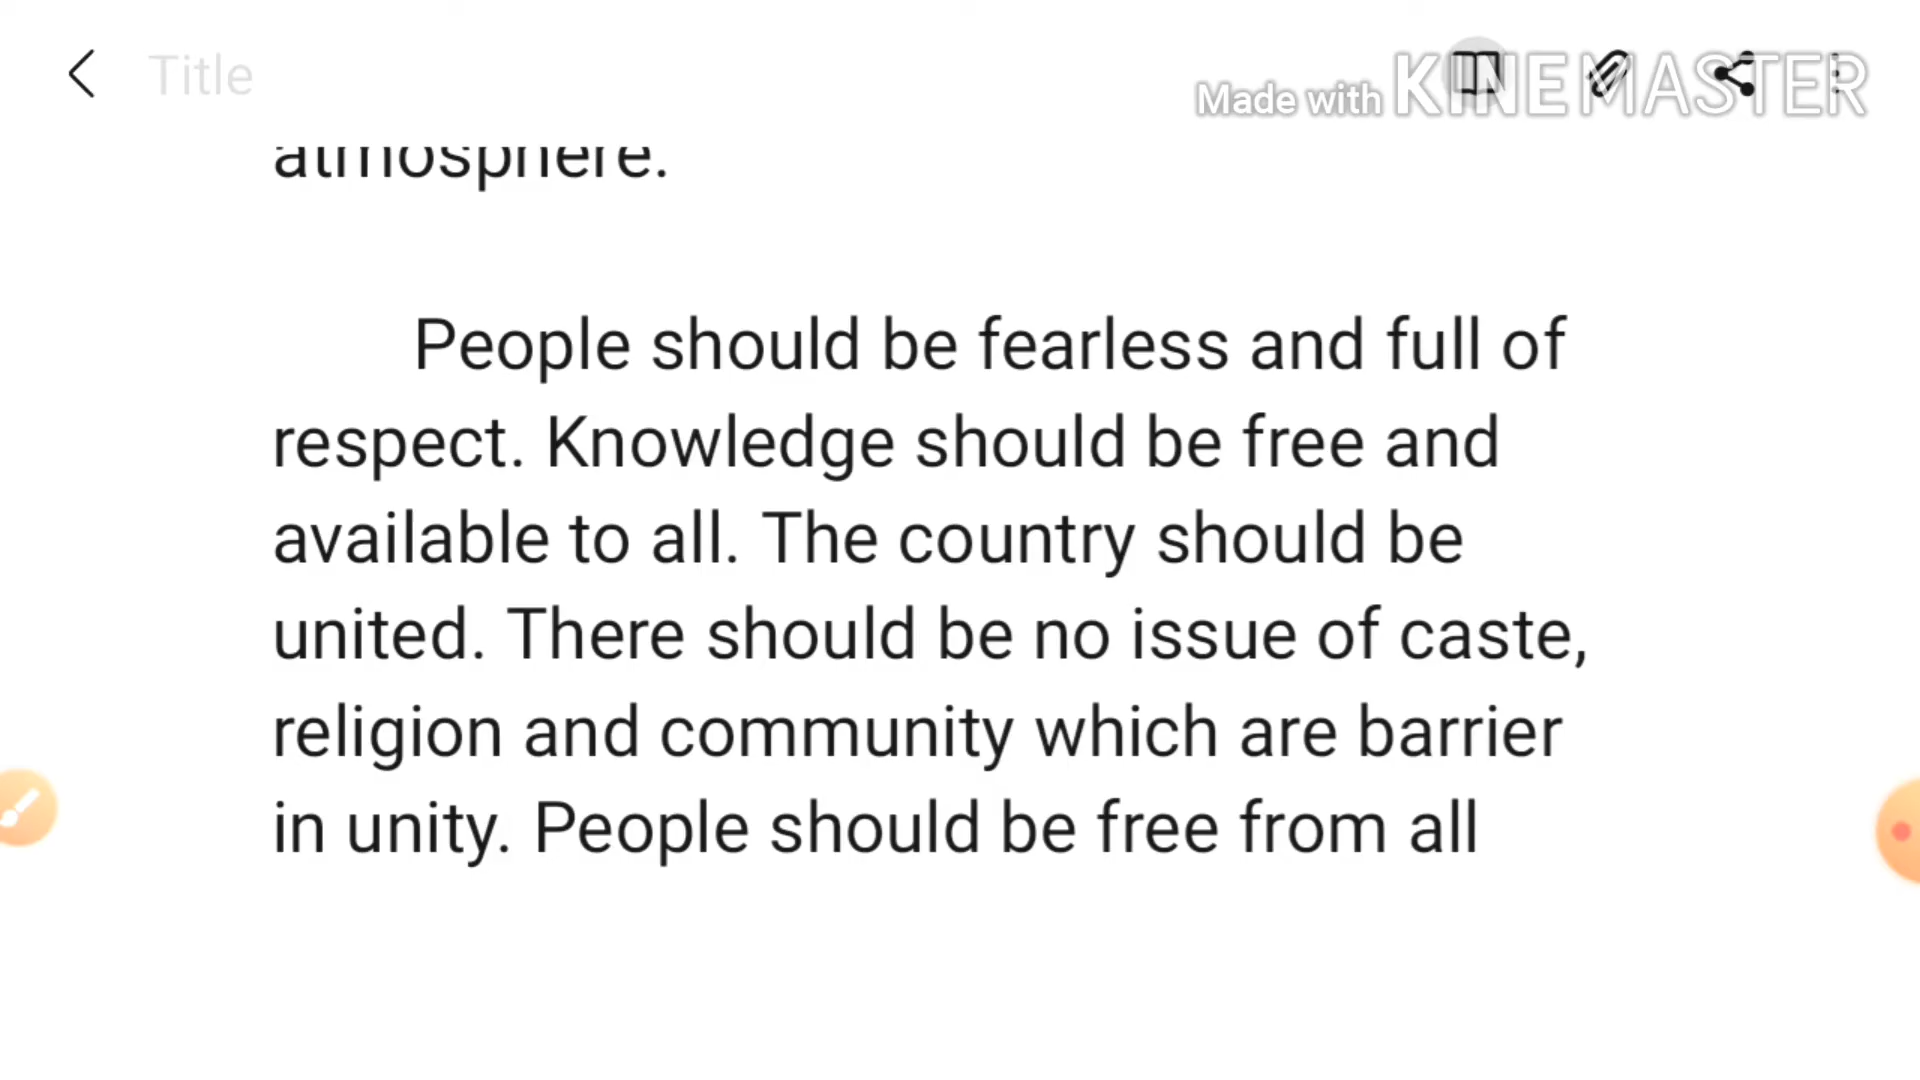 Title
Made with KINEMASTER
atmosphere.
People should be fearless and full of
respect. Knowledge should be free and
available to all. The country should be
united. There should be no issue of caste,
religion and community which are barrier
in unity. People should be free from all